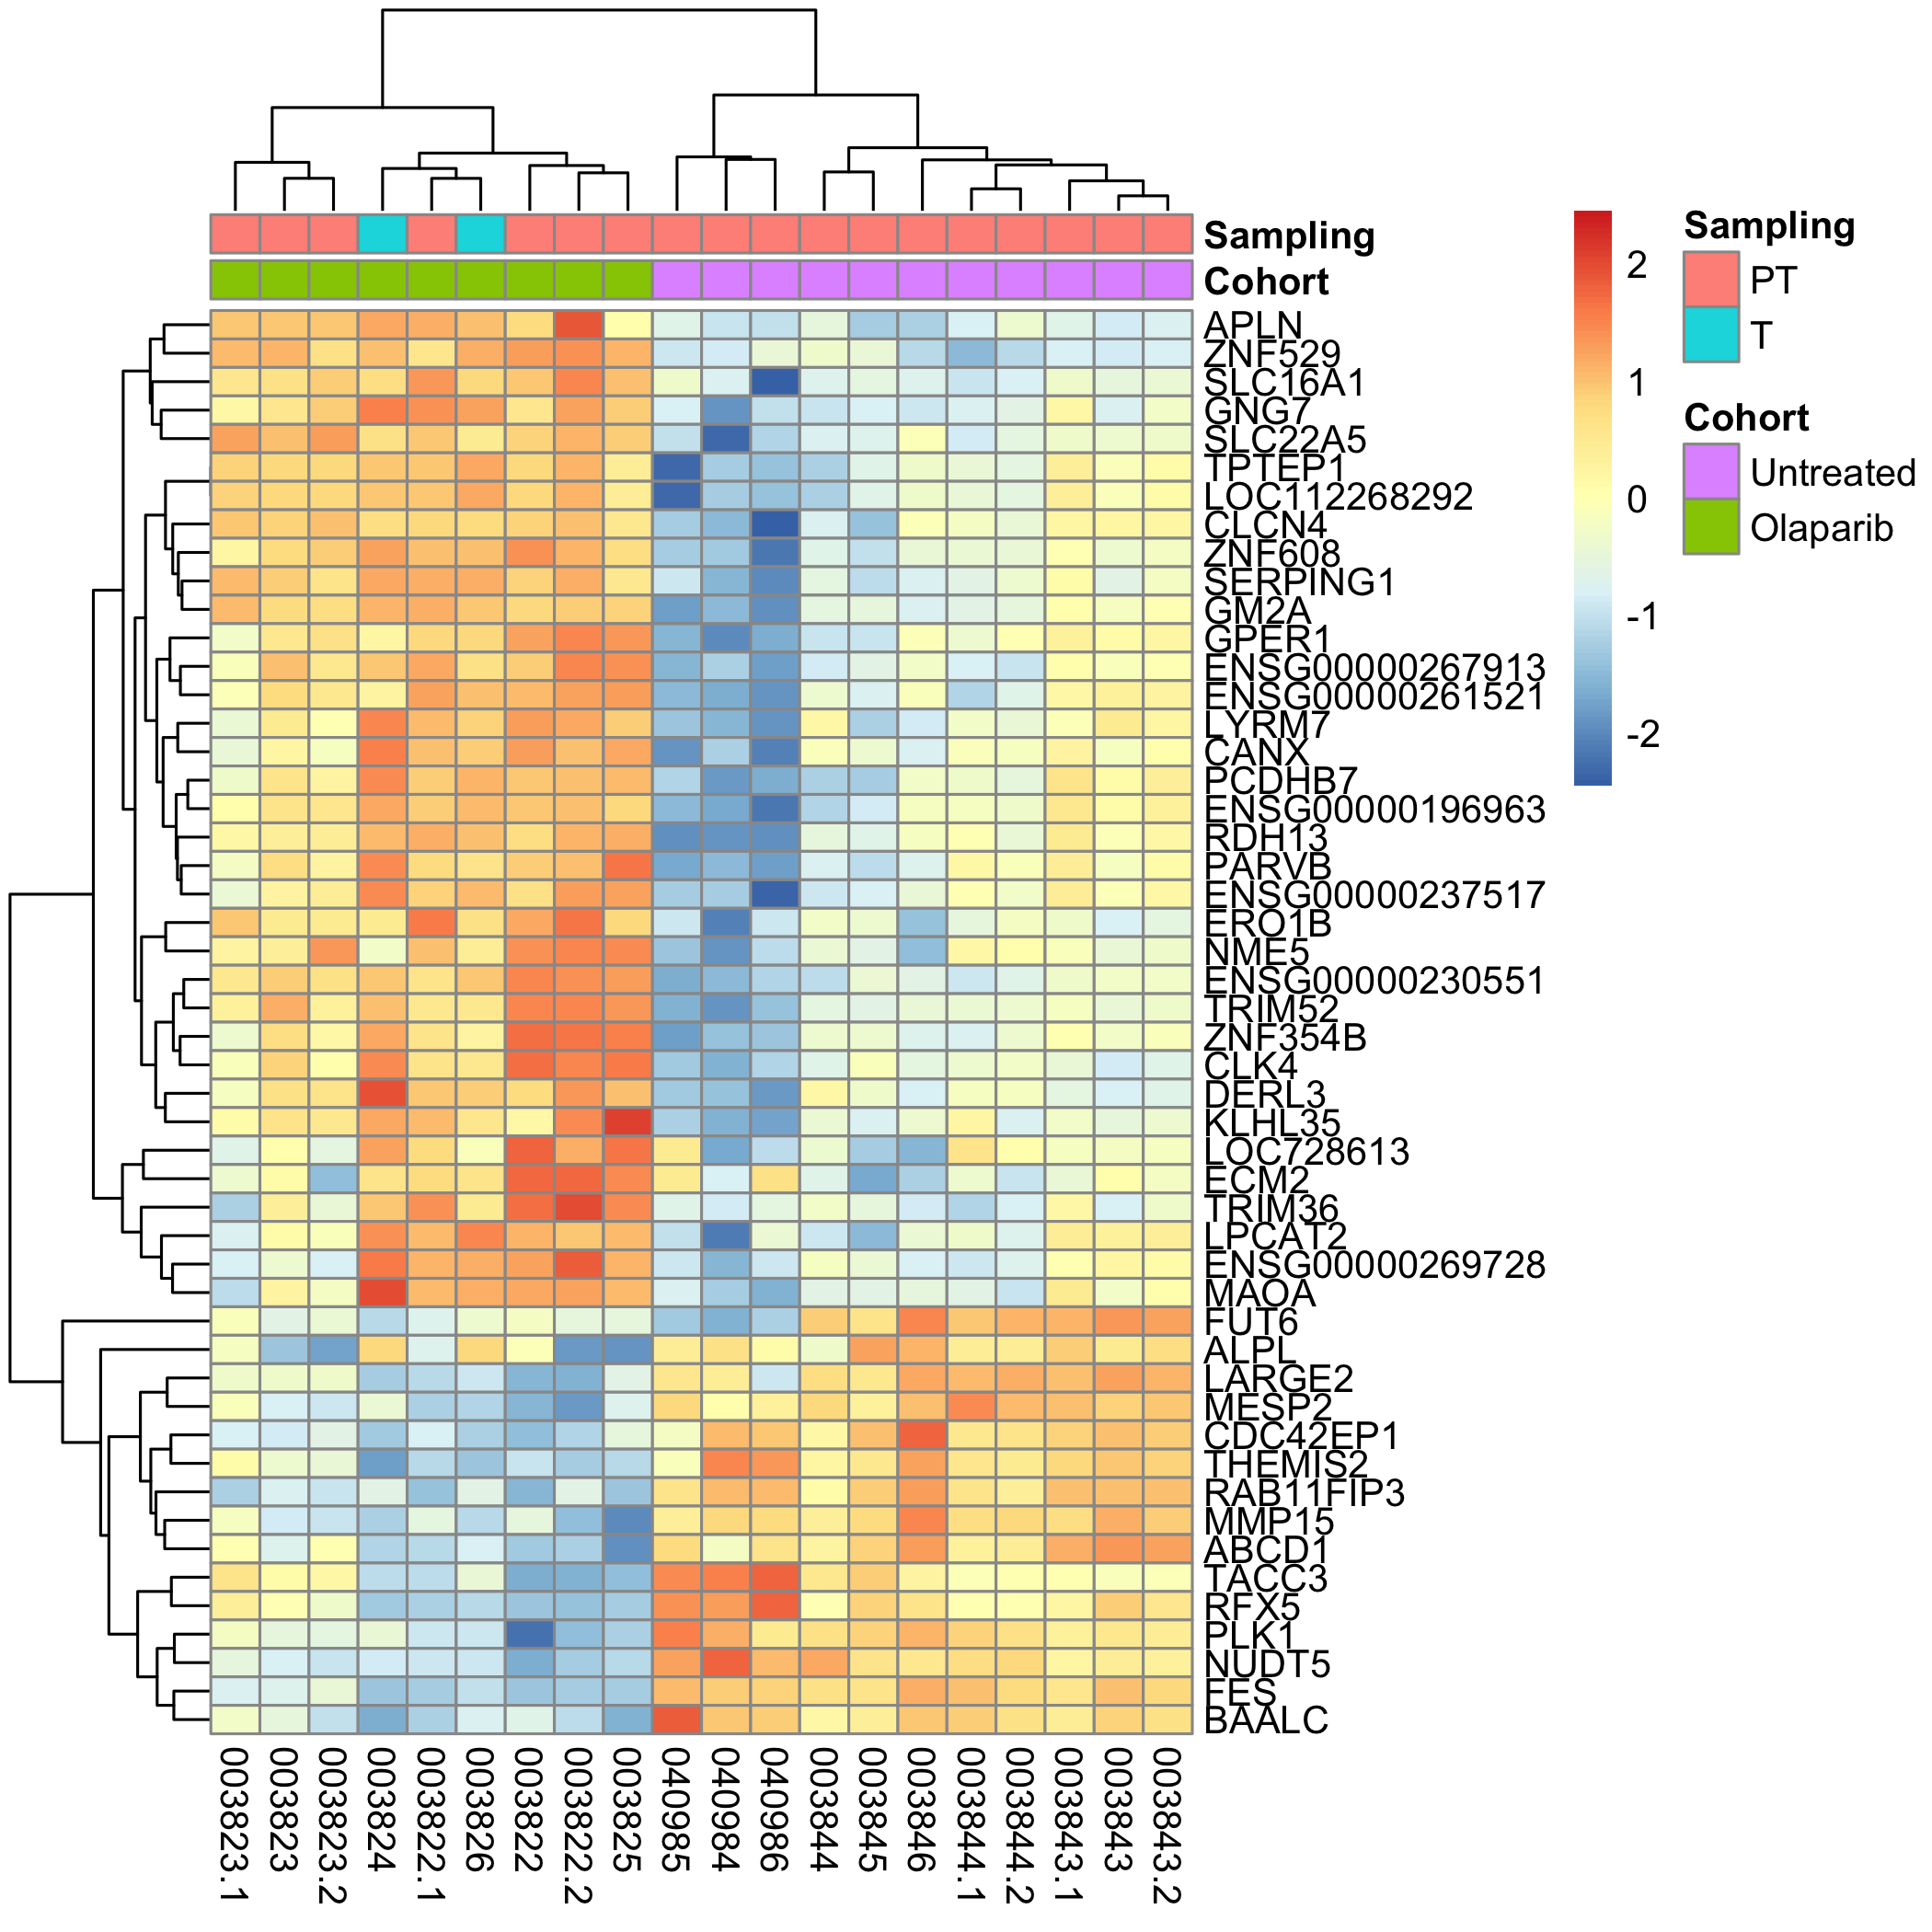 Sampling
Cohort
APLN
ZNF529
SLC16A1
GNG7
SLC22A5
TPTEP1
LOC112268292
CLCN4
ZNF608
SERPING1
GM2A
GPER1
ENSG00000267913
ENSG00000261521
LYRM7
CANX
PCDHB7
ENSG00000196963
RDH13
PARVB
ENSG00000237517
ERO1B
NME5
ENSG00000230551
TRIM52
ZNF354B
CLK4
DERL3
KLHL35
LOC728613
ECM2
TRIM36
LPCAT2
ENSG00000269728
MAOA
FUT6
ALPL
LARGE2
MESP2
CDC42EP1
THEMIS2
RAB11FIP3
MMP15
ABCD1
TACC3
RFX5
PLK1
NUDT5
FES
BAALC
003823.1
003823
003823.2
003824
003822.1
003826
003822
003822.2
003825
040985
040984
040986
003844
003845
003846
003844.1
003844.2
003843.1
003843
003843.2
2
1
0
-1
-2
Sampling
PT
T
Cohort
Untreated
Olaparib